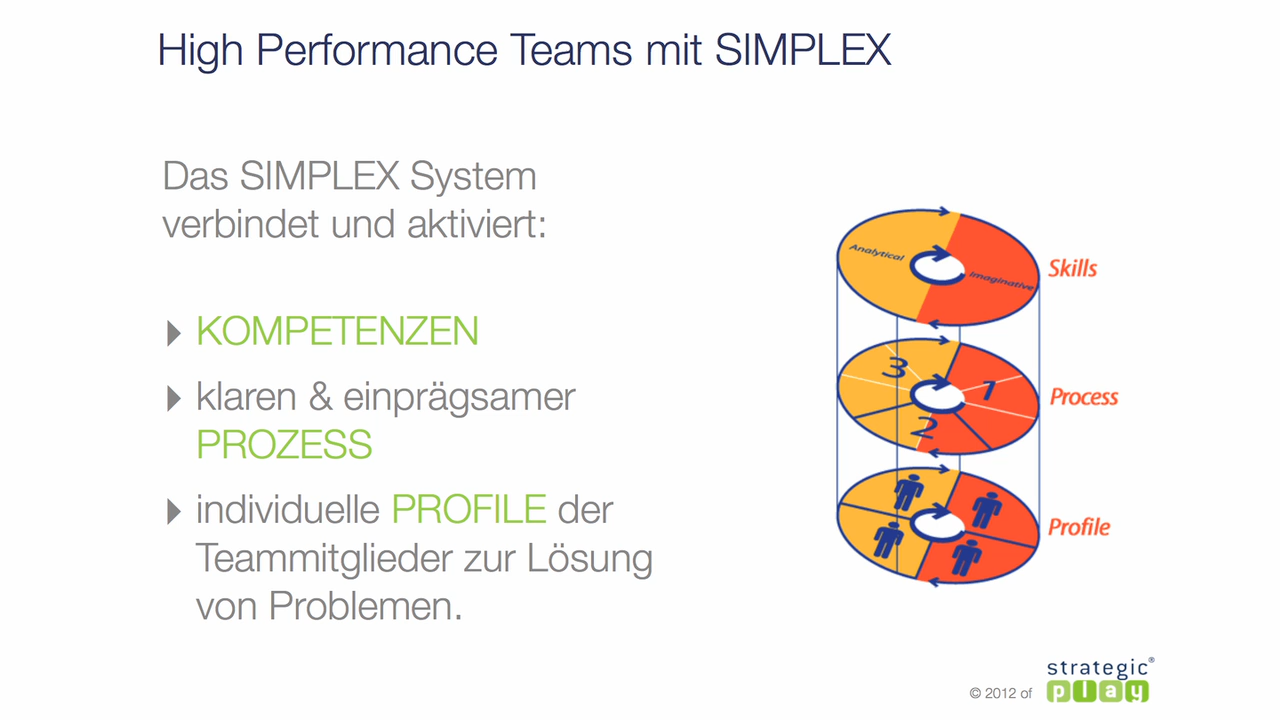 High Performance Teams mit SIMPLEX
Das SIMPLEX System
verbindet und aktiviert:
KOMPETENZEN
klaren & einprägsamer
PROZESS
individuelle PROFILE der
Teammitglieder zur Lösung
von Problemen.
Analytical
Imaginative
Skills
3
1
2
Process
Profile
© 2012 of
strategic®
play